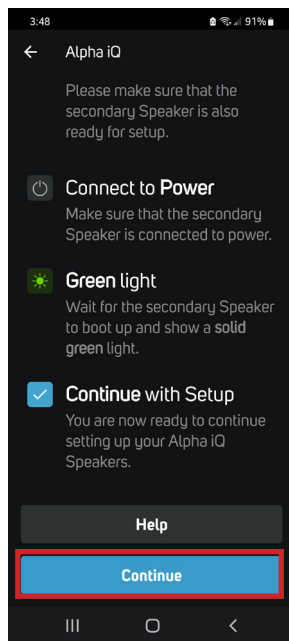 3:48
91%
Alpha iQ
Please make sure that the
secondary Speaker is also
ready for setup.
Connect to Power
Make sure that the secondary
Speaker is connected to power.
Green light
Wait for the secondary Speaker
to boot up and show a solid
green light.
Continue with Setup
You are now ready to continue
setting up your Alpha iQ
Speakers.
Help
Continue